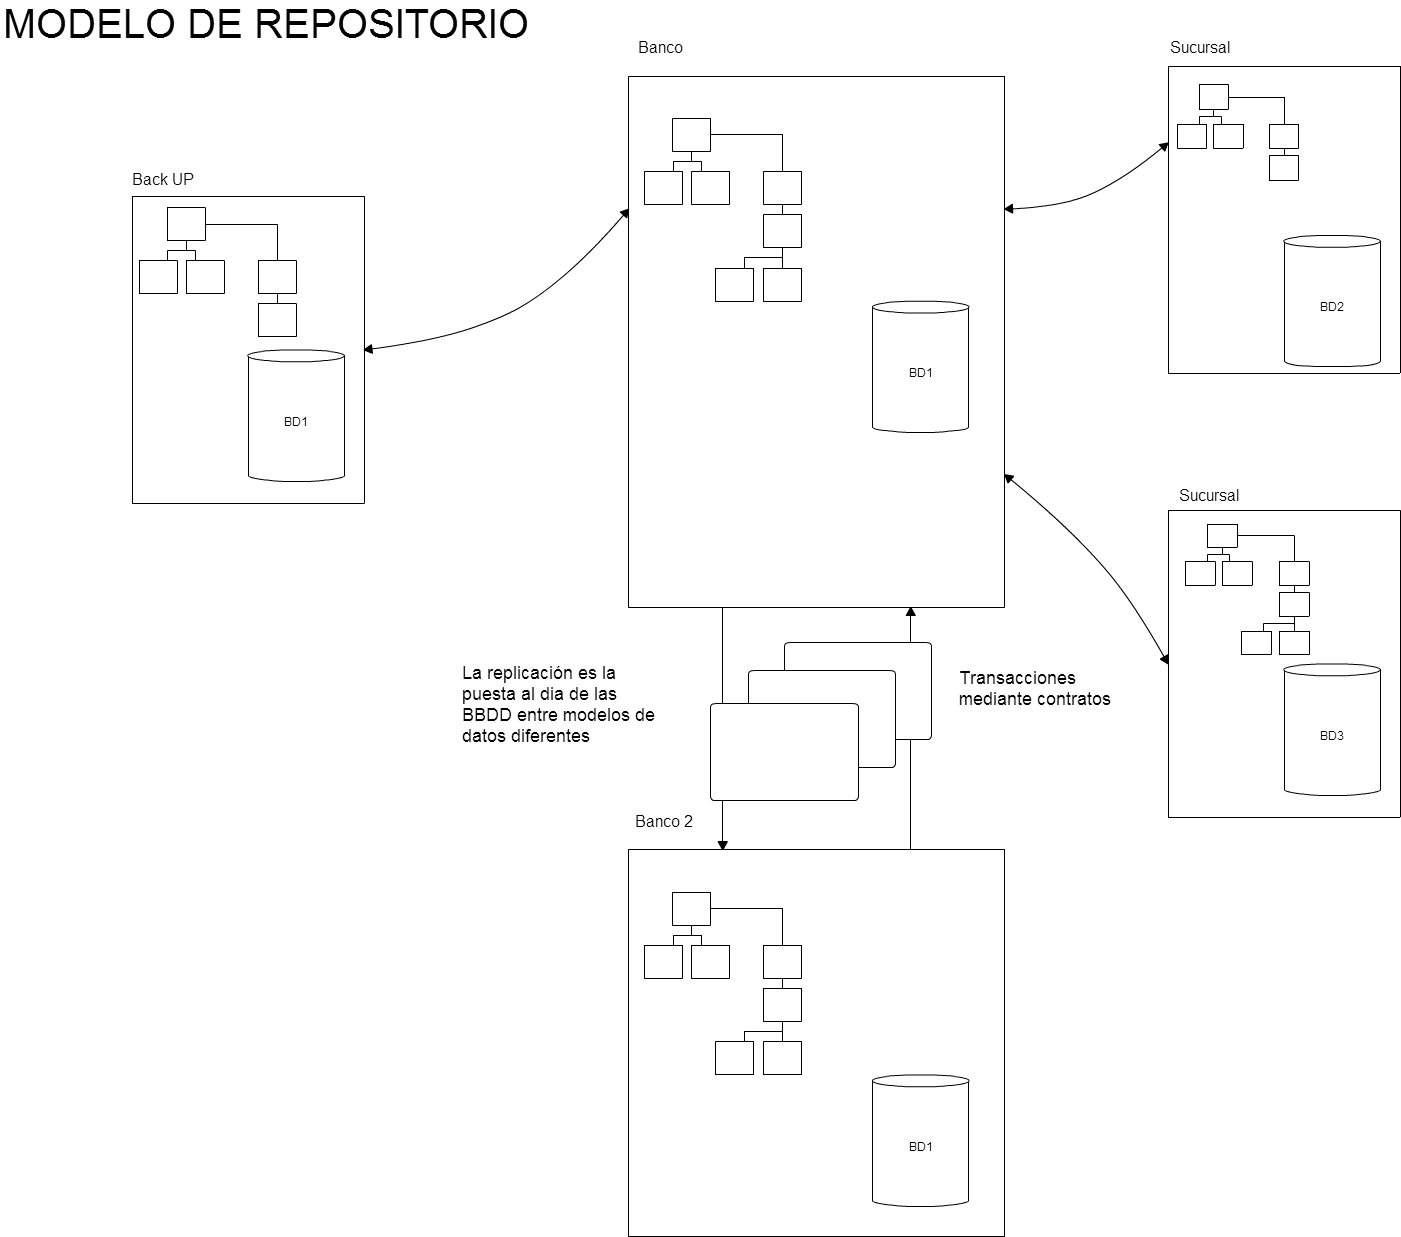 MODELO DE REPOSITORIO
Banco
Sucursal
Back UP
BD2
BD1
BD1
Sucursal
La replicación es la
puesta al dia de las
BBDD entre modelos de
datos diferentes
Transacciones
mediante contratos
BD3
Banco 2
BD1